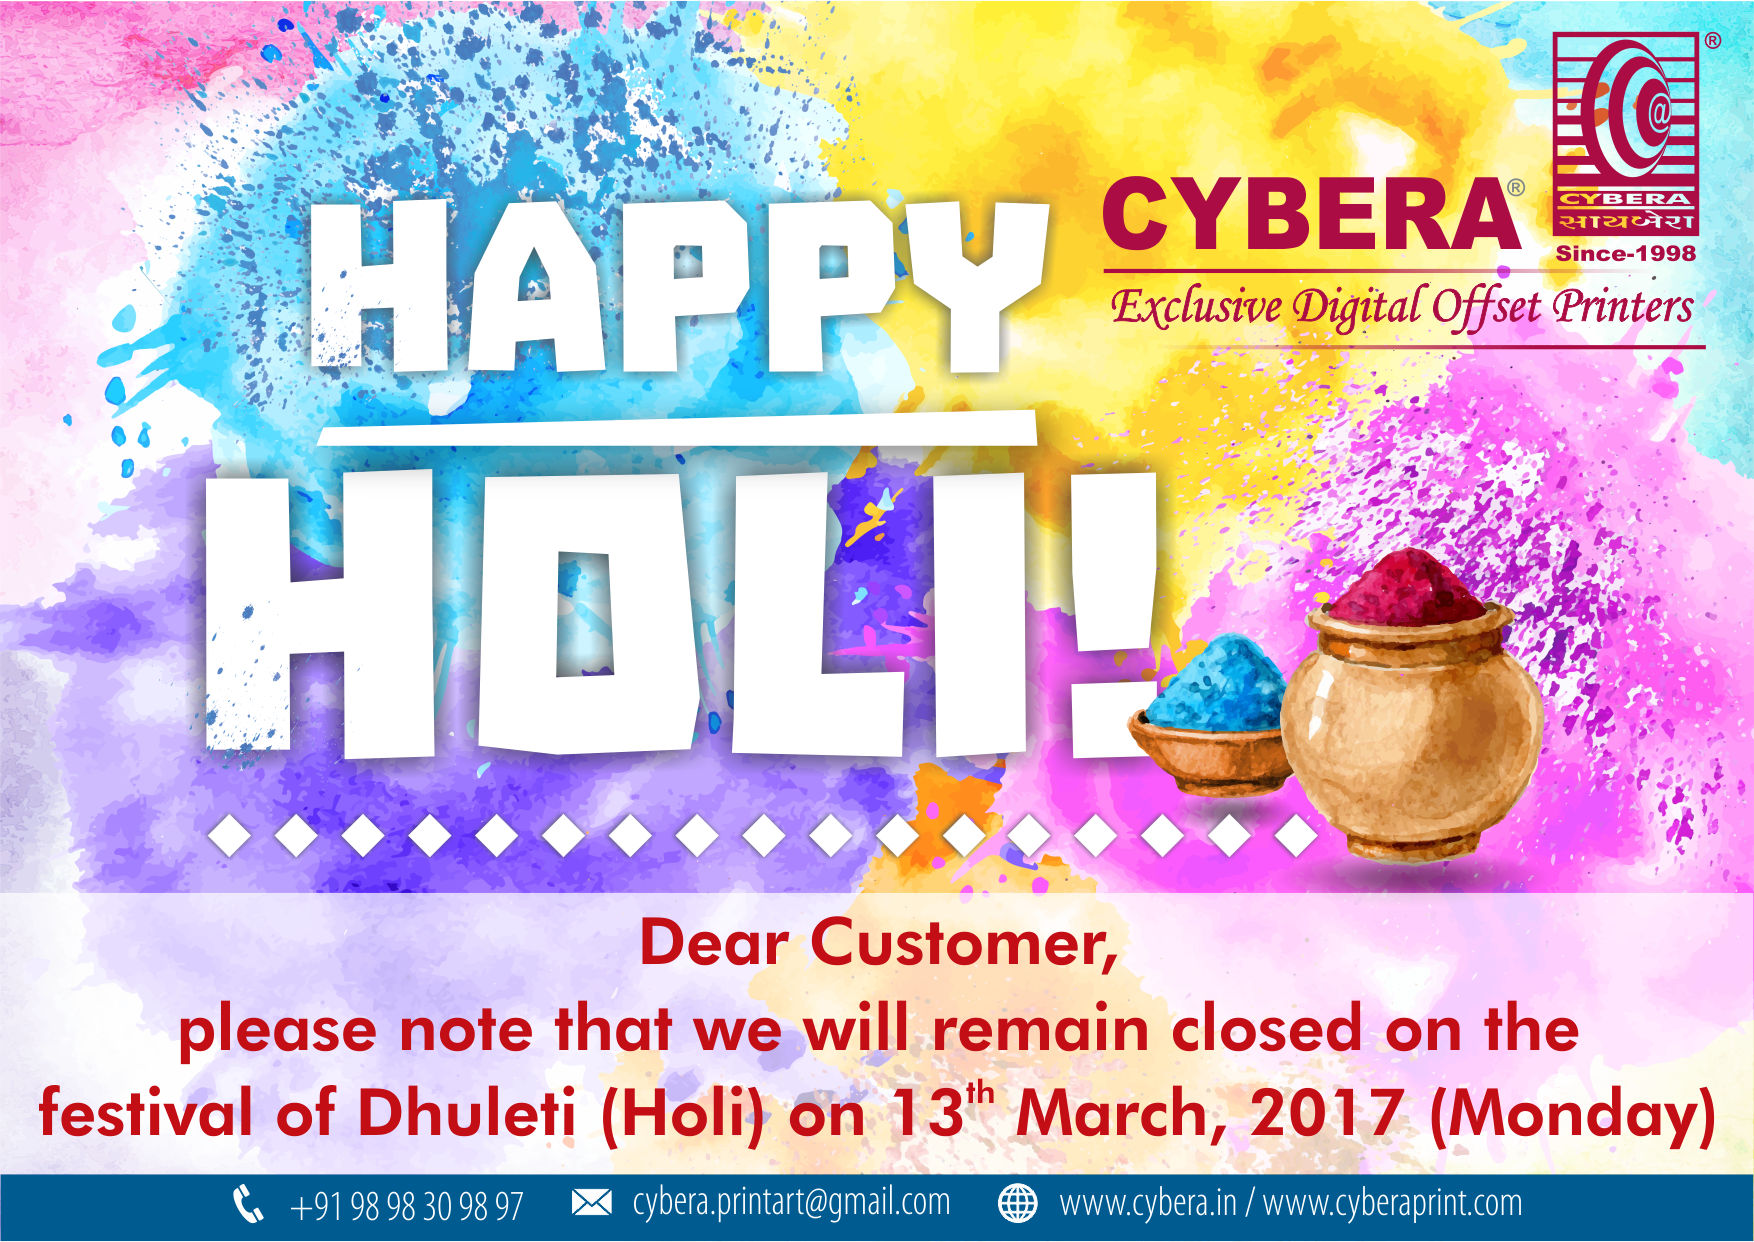 HAPPY
HOLI!
CYBERA®
Exclusive Digital Offset Printers
®
@
CYBERA
સાયબેરા
Since-1998
Dear Customer,
please note that we will remain closed on the
festival of Dhuleti (Holi) on 13th March, 2017 (Monday)
+91 98 98 30 98 97 cybera.printart@gmail.com www.cybera.in / www.cyberaprint.com